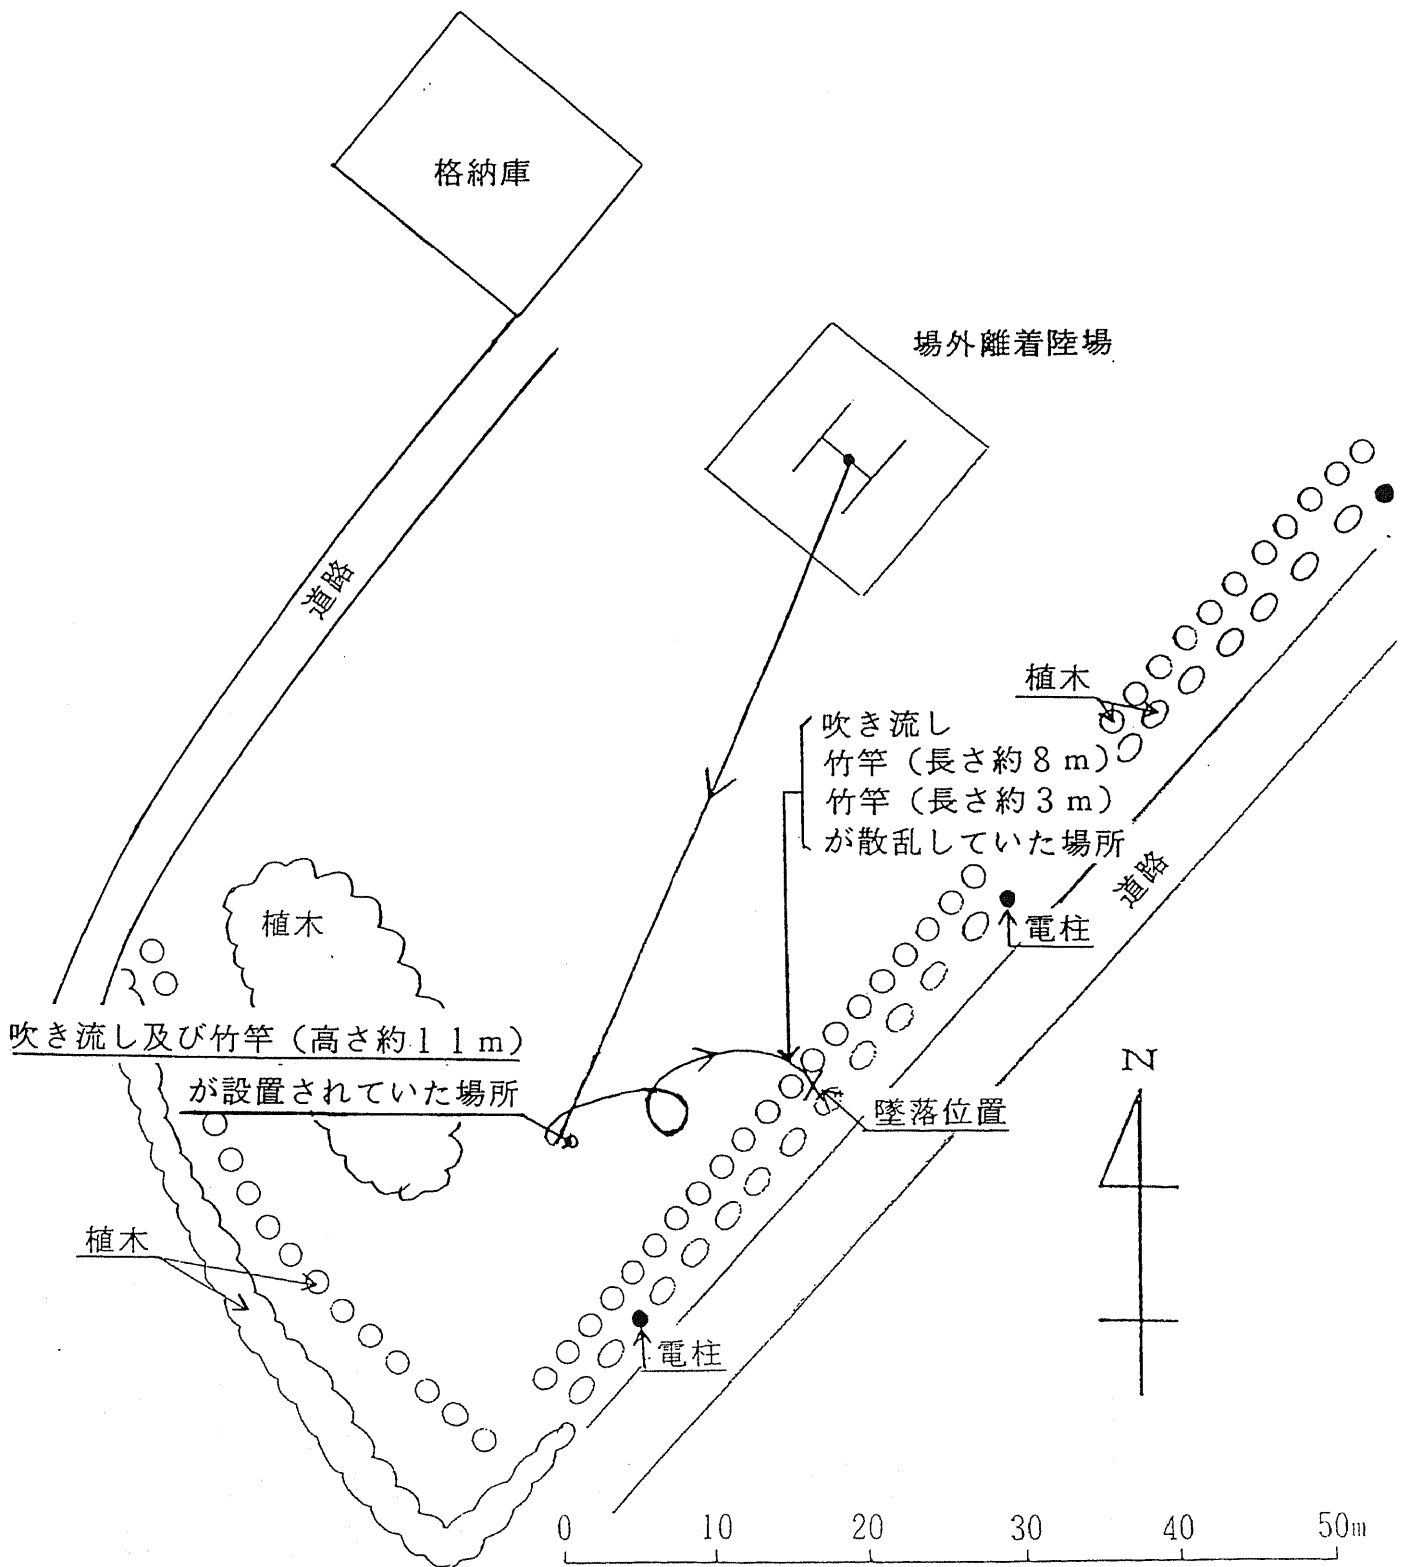 格納庫
場外離着陸場
道路
植木
吹き流し
竹竿（長さ約８ｍ）
竹竿（長さ約３ｍ）
が散乱していた場所
道路
植木
電柱
吹き流し及び竹竿（高さ約１１ｍ）
が設置されていた場所
N
墜落位置
植木
電柱
0 10 20 30 40 50m